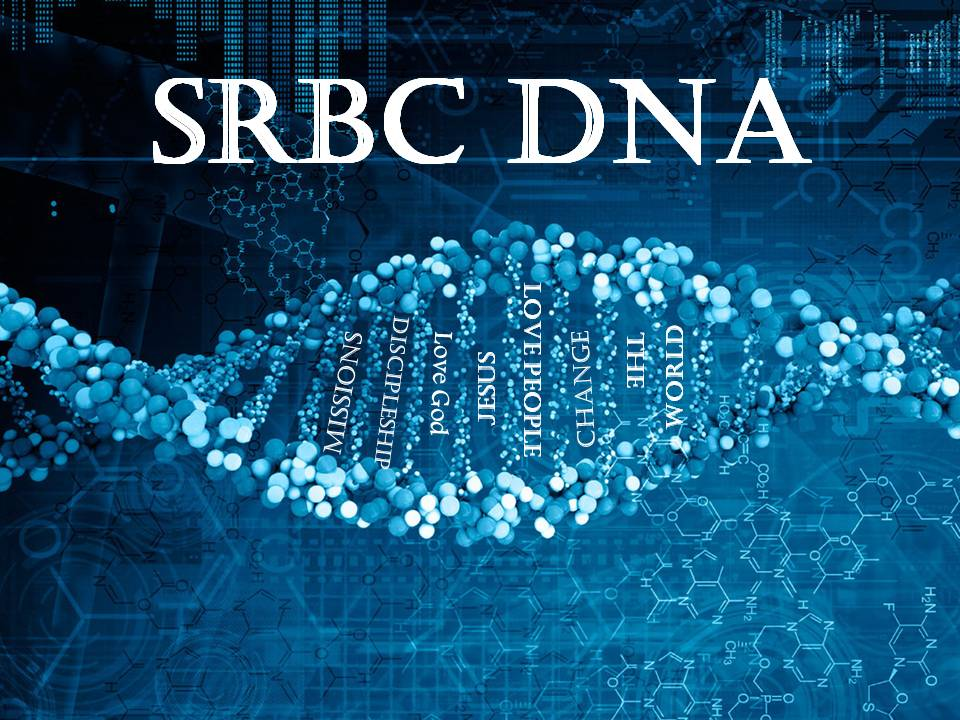 SRBC DNA
MISSIONS
DISCIPLESHIP
Love God
JESUS
LOVE PEOPLE
CHANGE
THE
WORLD